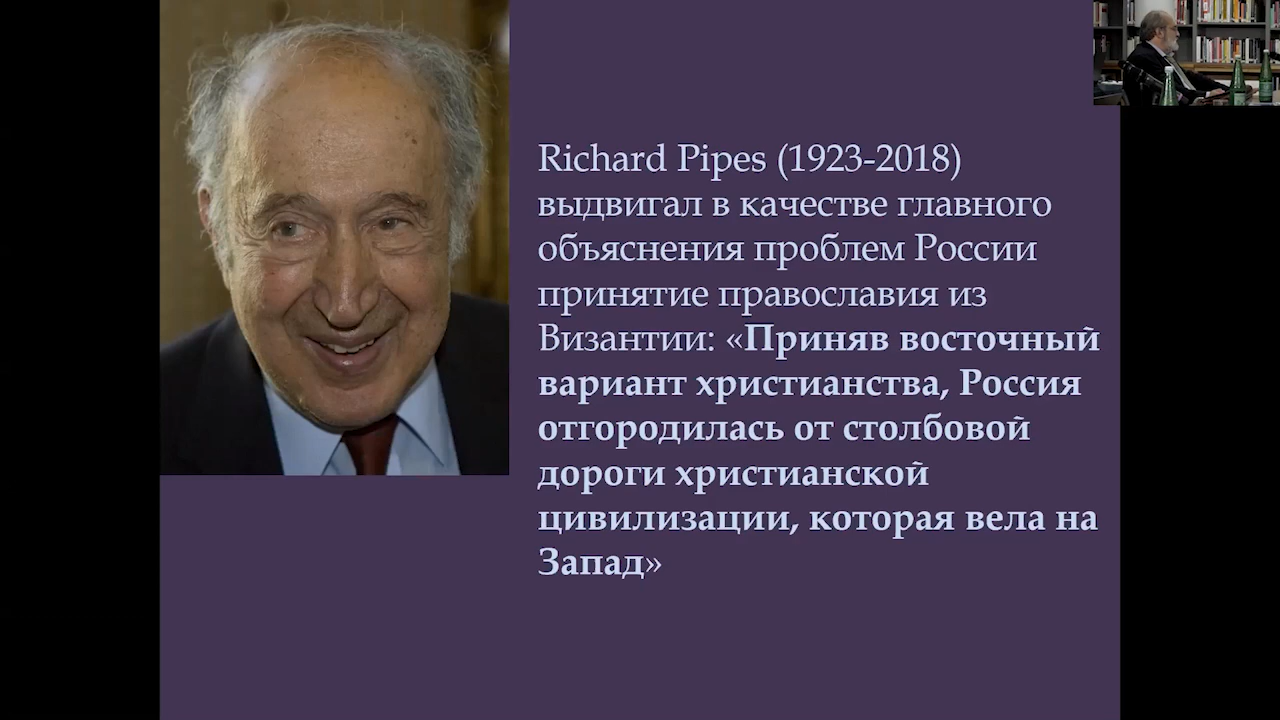 Richard Pipes (1923-2018)
выдвигал в качестве главного
объяснения проблем России
принятие православия из
Византии: «Приняв восточный
вариант христианства, Россия
отгородилась от столбовой
дороги христианской
цивилизации, которая вела на
Запад»